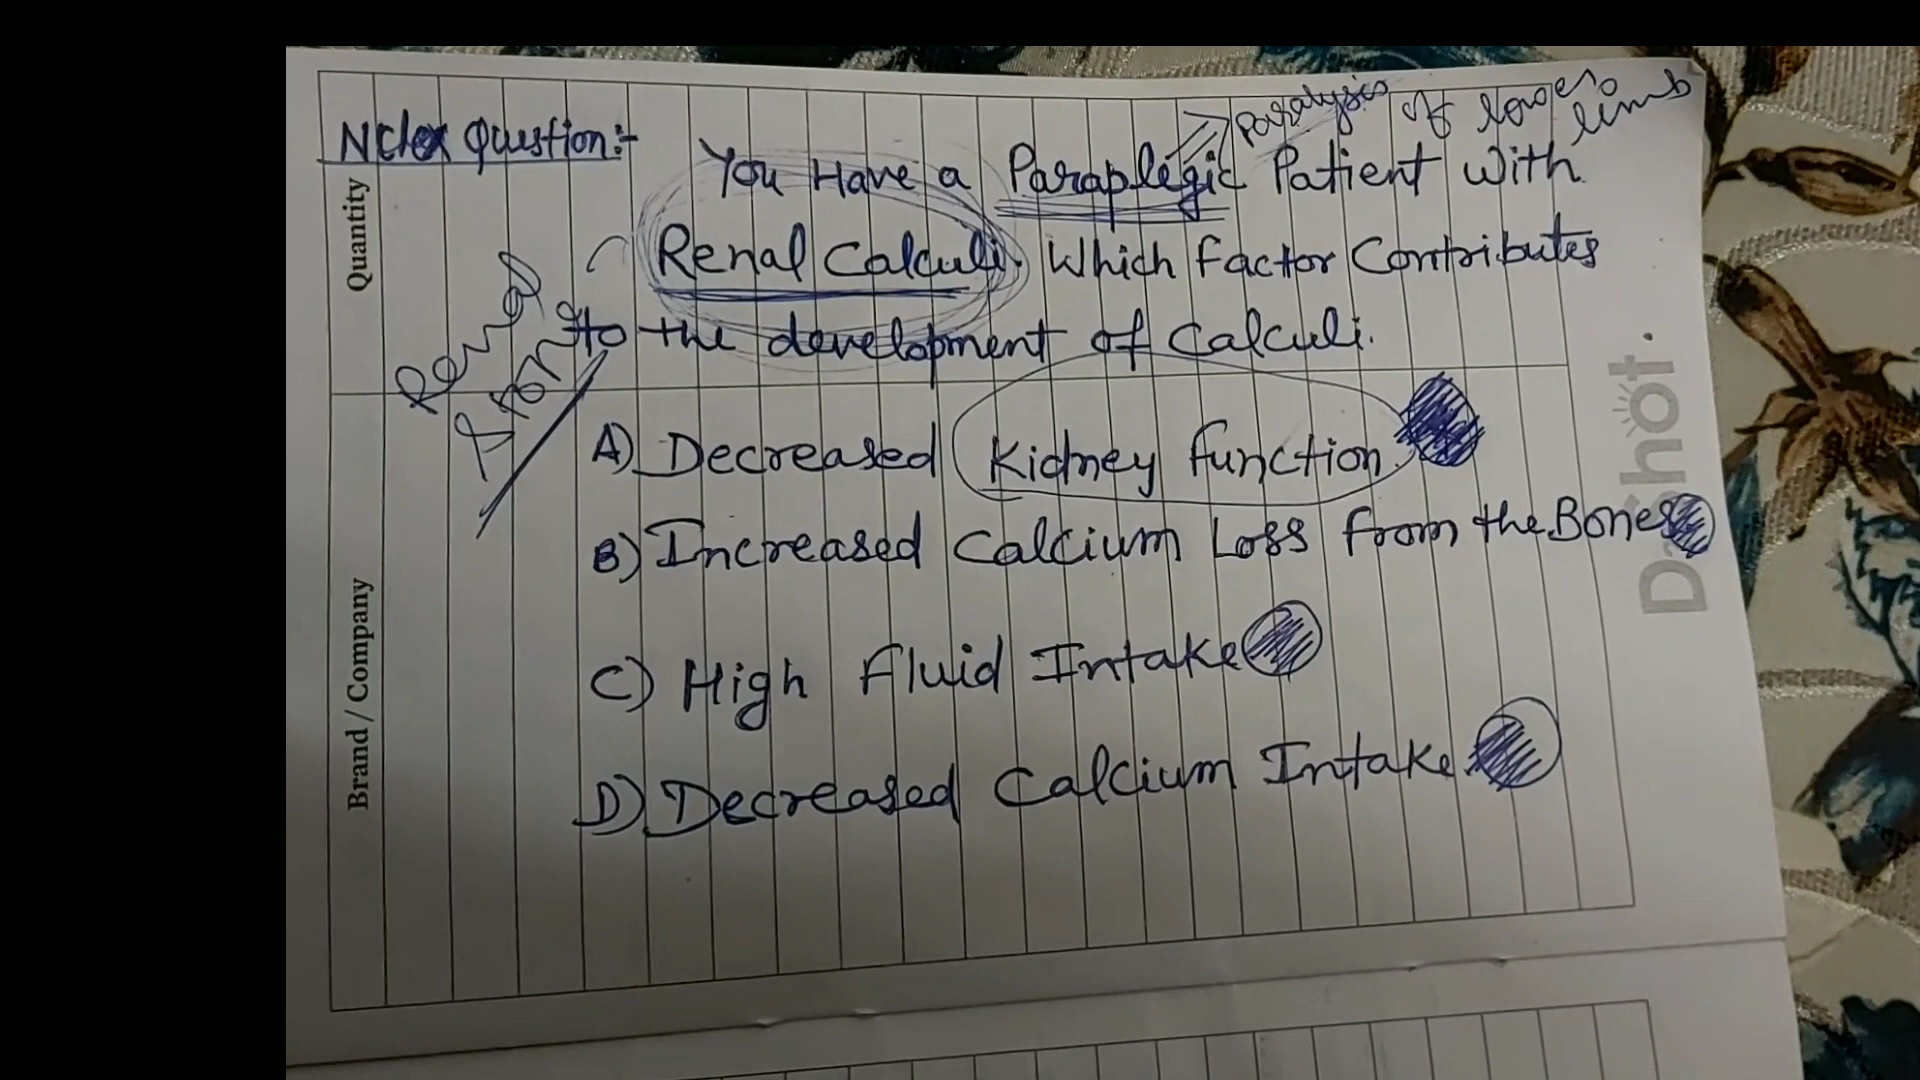 Nclex Question:-
Paralysis of lower limb
You Have a Paraplegic Patient With
Renal Calculi. Which factor Contributes
to the development of Calculi.
Renal
Stone
A) Decreased Kidney function.
B) Increased Calcium Loss from the Bones
C) High Fluid Intake
D) Decreased Calcium Intake
Quantity
Brand / Company